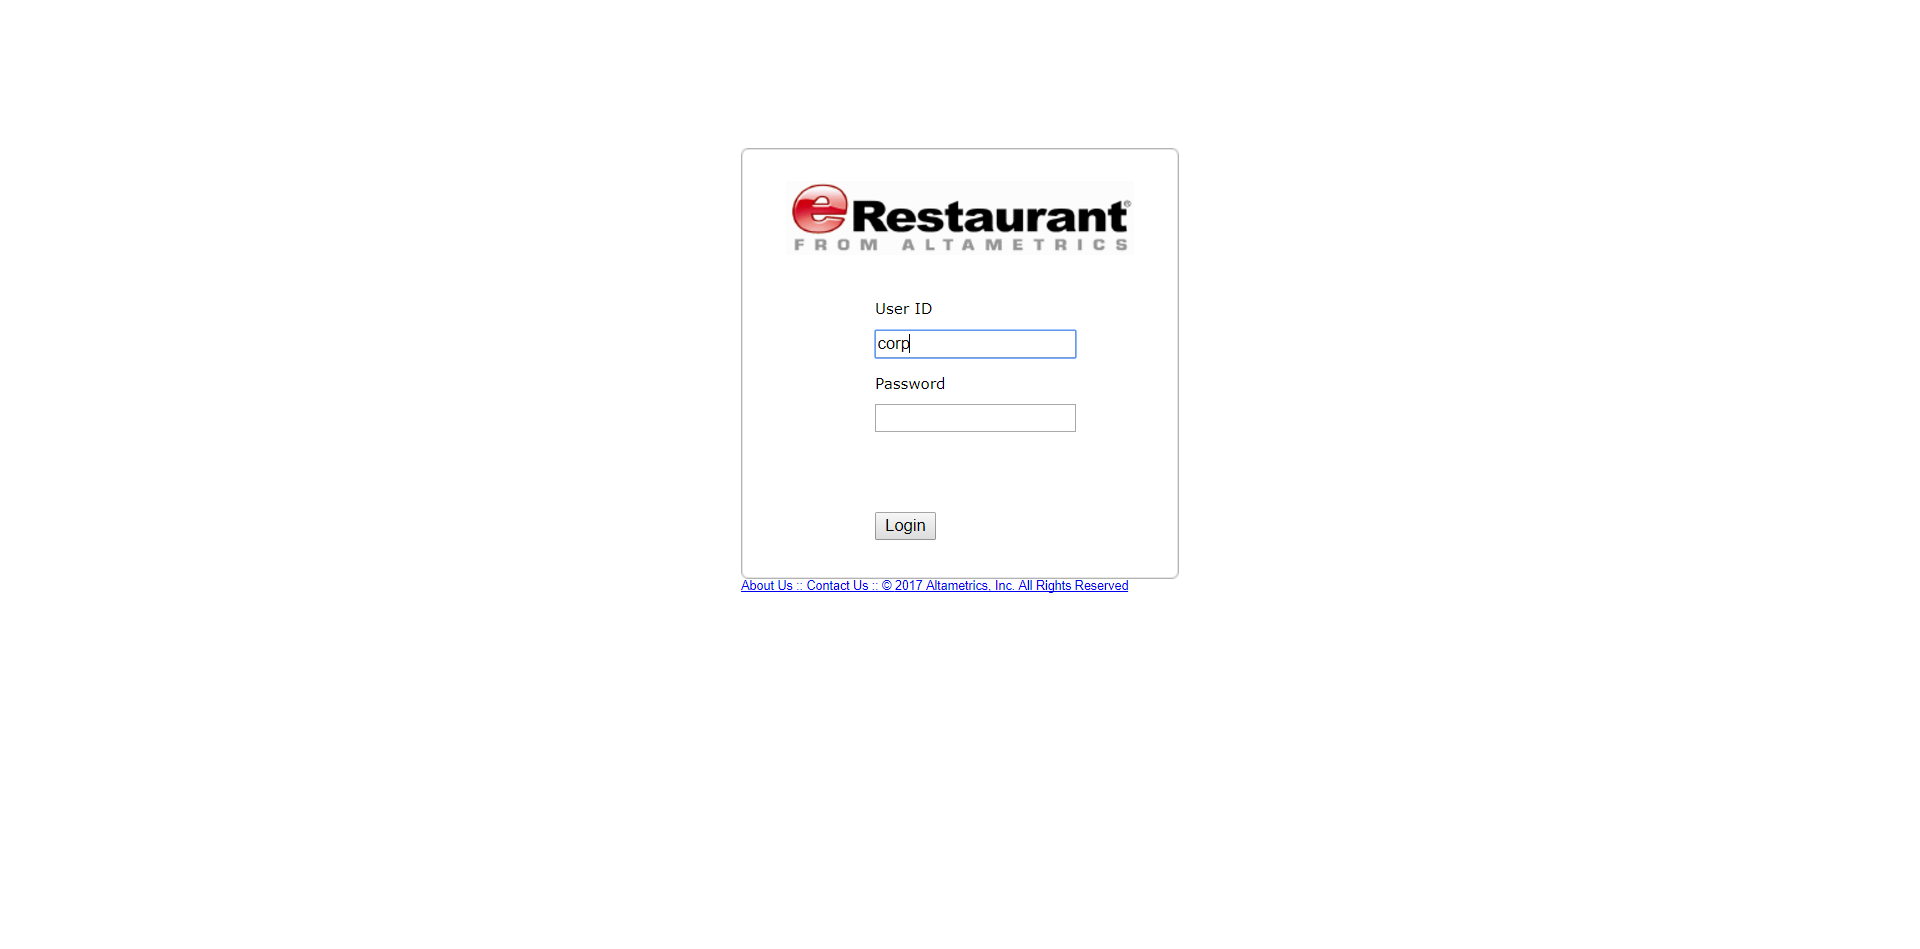 eRestaurant®
FROM ALTAMETRICS
User ID
corp
Password
Login
About Us :: Contact Us :: © 2017 Altametrics, Inc. All Rights Reserved